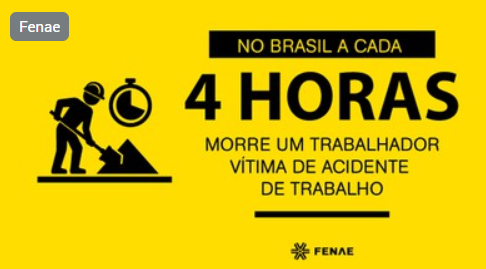 Fenae
NO BRASIL A CADA
4 HORAS
MORRE UM TRABALHADOR
VÍTIMA DE ACIDENTE
DE TRABALHO
FENAE